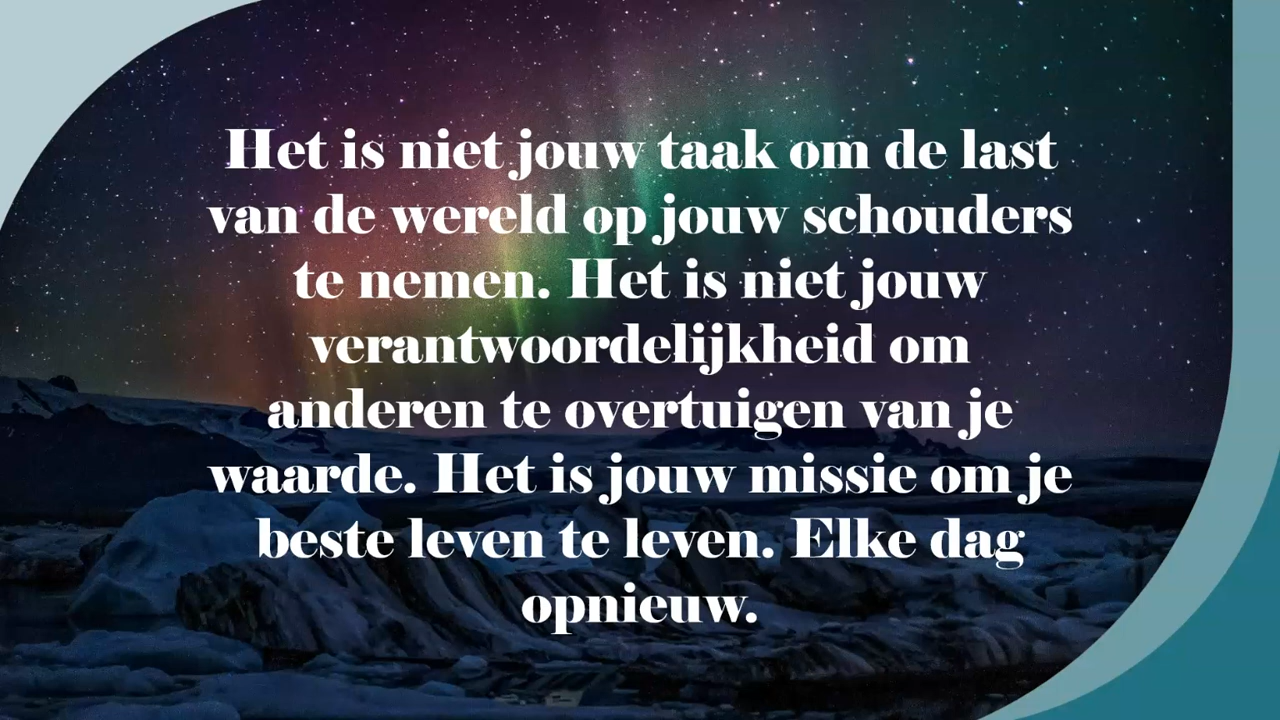 Het is niet jouw taak om de last
van de wereld op jouw schouders
te nemen. Het is niet jouw
verantwoordelijkheid om
anderen te overtuigen van je
waarde. Het is jouw missie om je
beste leven te leven. Elke dag
opnieuw.